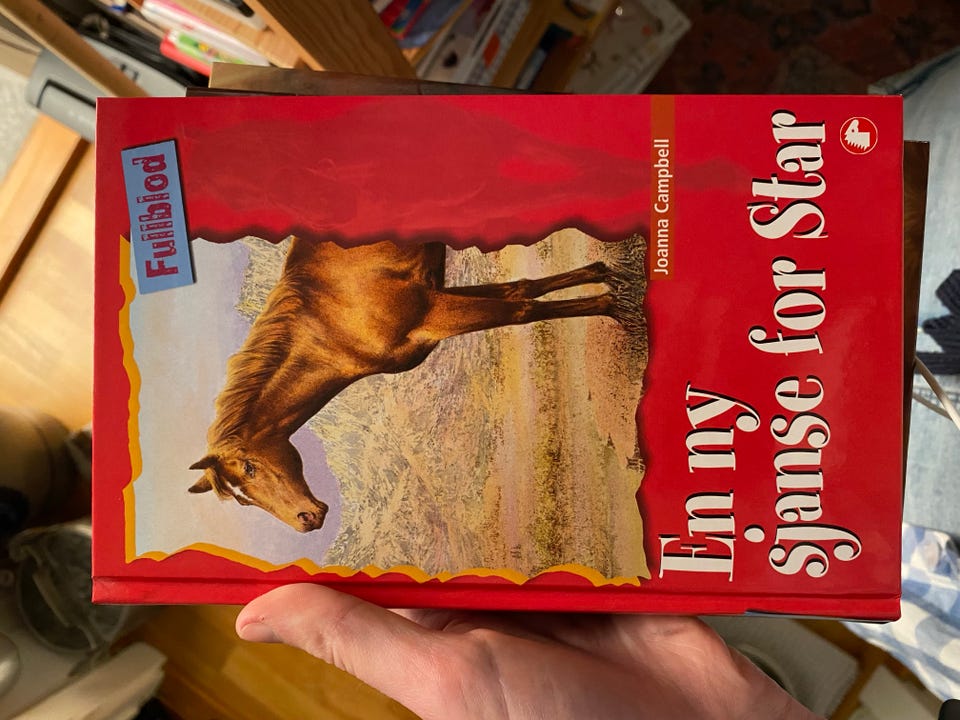 Fullblod
Joanna Campbell
En ny
sjanse for Star